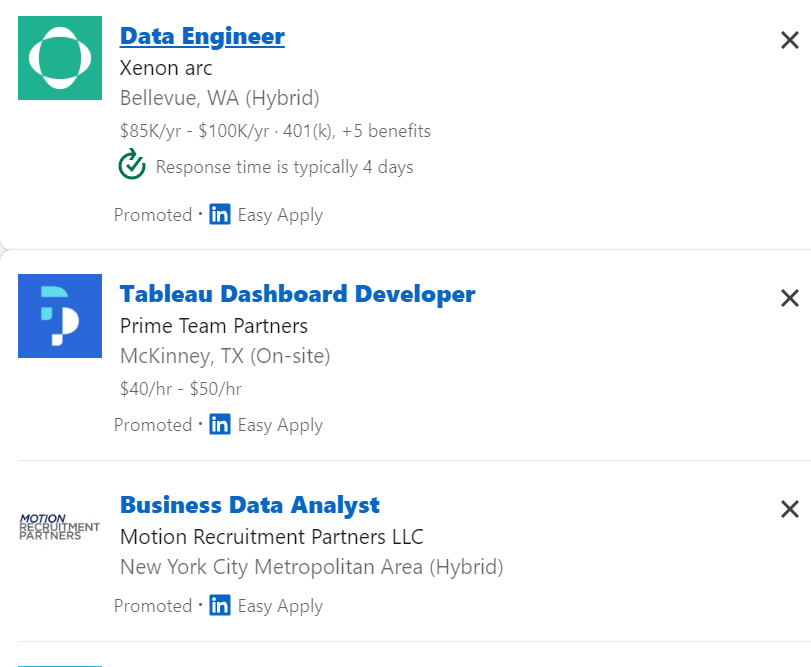 Data Engineer
Xenon arc
Bellevue, WA (Hybrid)
$85K/yr - $100K/yr · 401(k), +5 benefits
Response time is typically 4 days
Promoted · in Easy Apply
Tableau Dashboard Developer
Prime Team Partners
McKinney, TX (On-site)
$40/hr - $50/hr
Promoted · in Easy Apply
MOTION
RECRUITMENT
PARTNERS
Business Data Analyst
Motion Recruitment Partners LLC
New York City Metropolitan Area (Hybrid)
Promoted · in Easy Apply